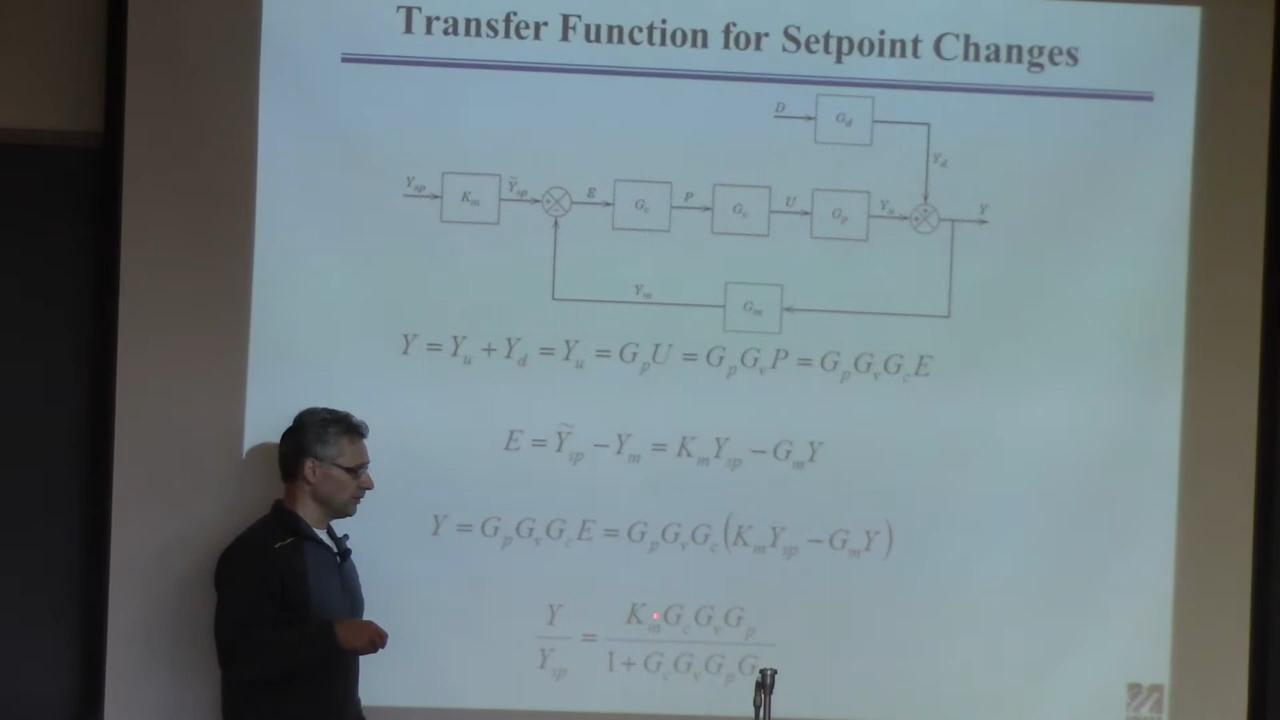 Transfer Function for Setpoint Changes
D G_d
Y_d
Y_sp K_m Ỹ_sp E G_c P G_v U G_p Y_u Y
Y_m G_m
Y = Y_u + Y_d = Y_u = G_p U = G_p G_v P = G_p G_v G_c E
E = Ỹ_sp − Y_m = K_m Y_sp − G_m Y
Y = G_p G_v G_c E = G_p G_v G_c (K_m Y_sp − G_m Y)
Y / Y_sp = K_m G_c G_v G_p / 1 + G_c G_v G_p G